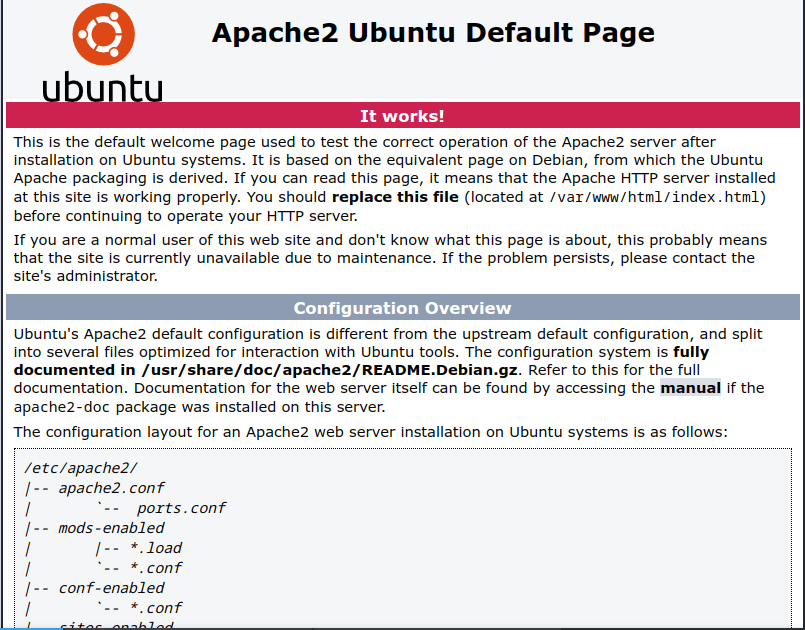 Apache2 Ubuntu Default Page
ubuntu
It works!
This is the default welcome page used to test the correct operation of the Apache2 server after
installation on Ubuntu systems. It is based on the equivalent page on Debian, from which the Ubuntu
Apache packaging is derived. If you can read this page, it means that the Apache HTTP server installed
at this site is working properly. You should replace this file (located at /var/www/html/index.html)
before continuing to operate your HTTP server.
If you are a normal user of this web site and don't know what this page is about, this probably means
that the site is currently unavailable due to maintenance. If the problem persists, please contact the
site's administrator.
Configuration Overview
Ubuntu's Apache2 default configuration is different from the upstream default configuration, and split
into several files optimized for interaction with Ubuntu tools. The configuration system is fully
documented in /usr/share/doc/apache2/README.Debian.gz. Refer to this for the full
documentation. Documentation for the web server itself can be found by accessing the manual if the
apache2-doc package was installed on this server.
The configuration layout for an Apache2 web server installation on Ubuntu systems is as follows:
/etc/apache2/
|-- apache2.conf
|       `--  ports.conf
|-- mods-enabled
|       |-- *.load
|       `-- *.conf
|-- conf-enabled
|       `-- *.conf
|-- sites-enabled